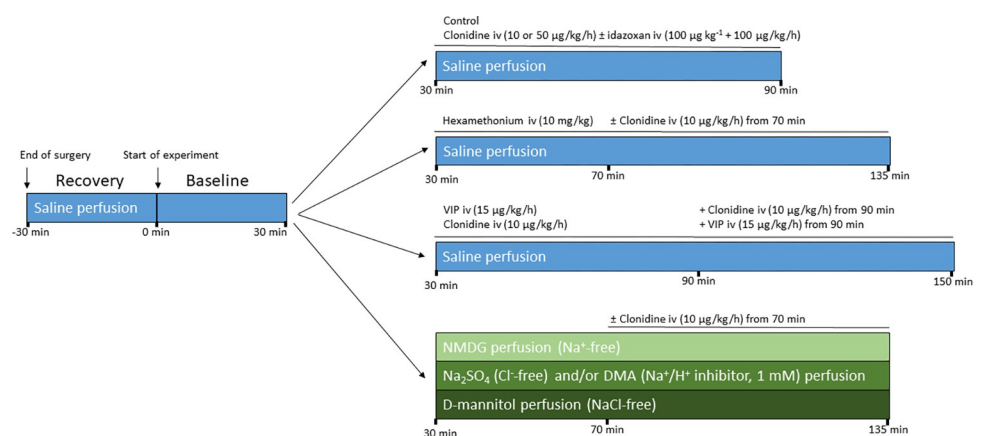 Control
Clonidine iv (10 or 50 µg/kg/h) ± idazoxan iv (100 µg kg⁻¹ + 100 µg/kg/h)
Saline perfusion
30 min 90 min
Hexamethonium iv (10 mg/kg) ± Clonidine iv (10 µg/kg/h) from 70 min
Saline perfusion
30 min 70 min 135 min
End of surgery Start of experiment
Recovery Baseline
Saline perfusion
-30 min 0 min 30 min
VIP iv (15 µg/kg/h) + Clonidine iv (10 µg/kg/h) from 90 min
Clonidine iv (10 µg/kg/h) + VIP iv (15 µg/kg/h) from 90 min
Saline perfusion
30 min 90 min 150 min
± Clonidine iv (10 µg/kg/h) from 70 min
NMDG perfusion (Na⁺-free)
Na₂SO₄ (Cl⁻-free) and/or DMA (Na⁺/H⁺ inhibitor, 1 mM) perfusion
D-mannitol perfusion (NaCl-free)
30 min 70 min 135 min